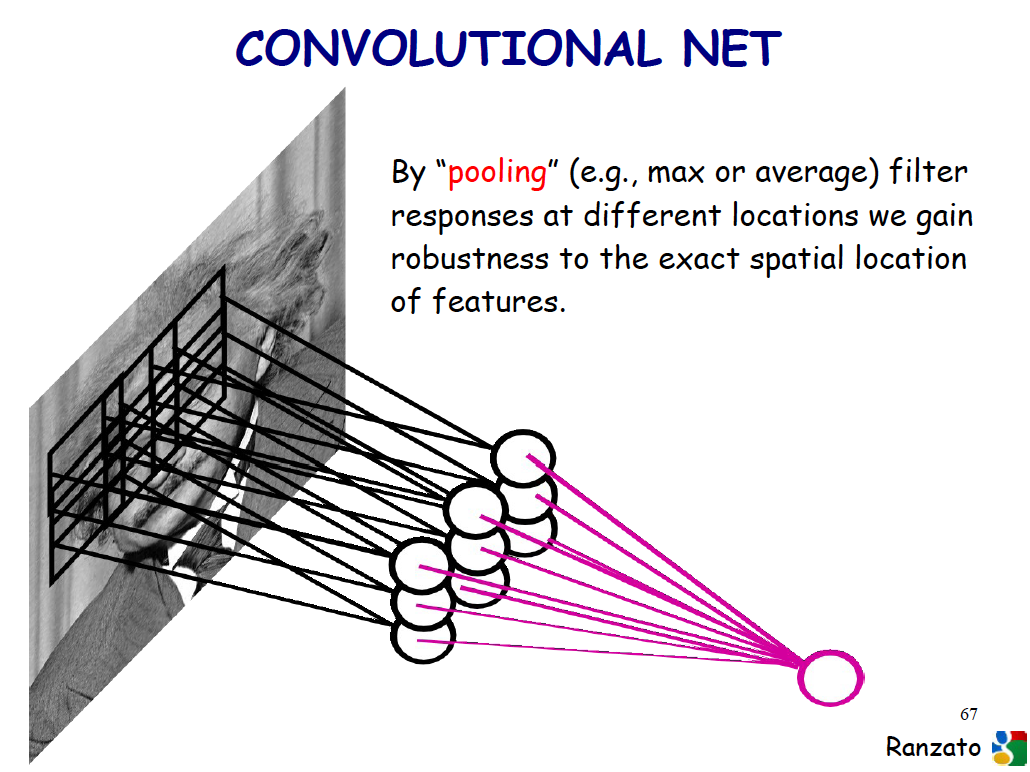 CONVOLUTIONAL NET
By “pooling” (e.g., max or average) filter
responses at different locations we gain
robustness to the exact spatial location
of features.
67
Ranzato